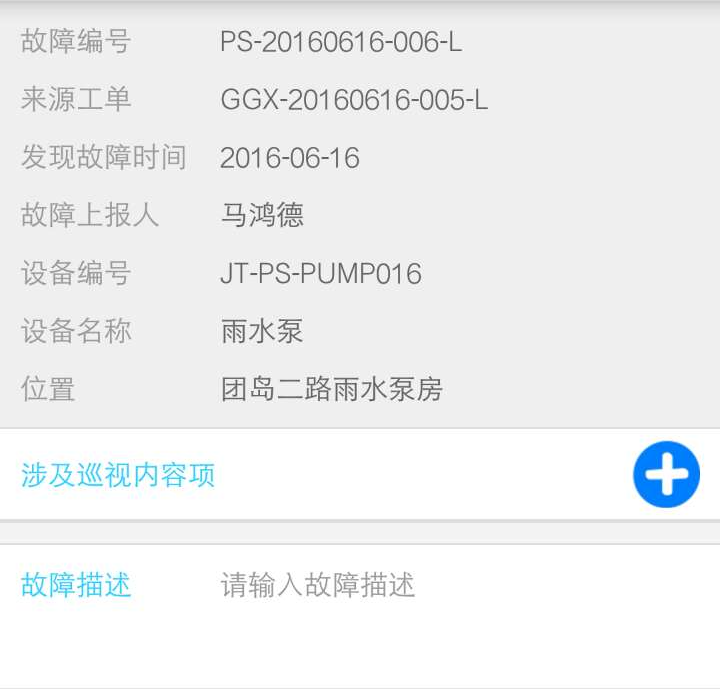 故障编号 PS-20160616-006-L
来源工单 GGX-20160616-005-L
发现故障时间 2016-06-16
故障上报人 马鸿德
设备编号 JT-PS-PUMP016
设备名称 雨水泵
位置 团岛二路雨水泵房
涉及巡视内容项
故障描述 请输入故障描述